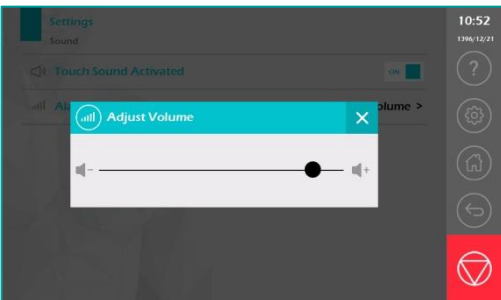 Settings
Sound
Touch Sound Activated
ON
Adjust Volume
olume >
10:52
1396/12/21
?